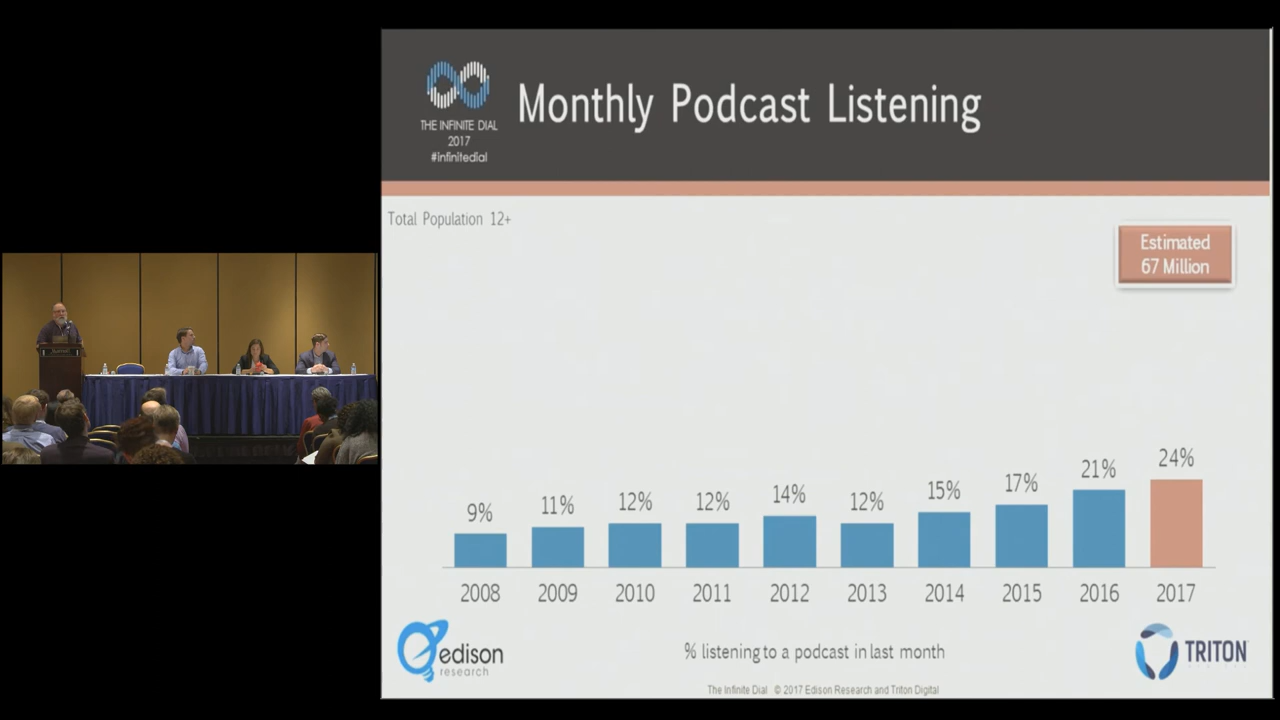 THE INFINITE DIAL
2017
#infinitedial
Monthly Podcast Listening
Total Population 12+
Estimated
67 Million
9%
11%
12%
12%
14%
12%
15%
17%
21%
24%
2008
2009
2010
2011
2012
2013
2014
2015
2016
2017
edison
research
% listening to a podcast in last month
TRITON
The Infinite Dial © 2017 Edison Research and Triton Digital